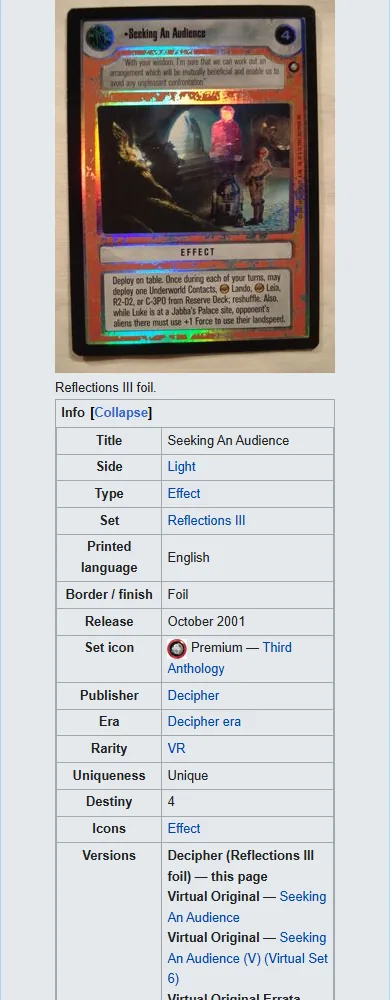 •Seeking An Audience
4
"With your wisdom, I'm sure that we can work out an
arrangement which will be mutually beneficial and enable us to
avoid any unpleasant confrontation."
EFFECT
Deploy on table. Once during each of your turns, may
deploy one Underworld Contacts, Lando, Leia,
R2-D2, or C-3PO from Reserve Deck; reshuffle. Also,
while Luke is at a Jabba's Palace site, opponent's
aliens there must use +1 Force to use their landspeed.
Reflections III foil.
Info [Collapse]
Title Seeking An Audience
Side Light
Type Effect
Set Reflections III
Printed
language English
Border / finish Foil
Release October 2001
Set icon Premium — Third
Anthology
Publisher Decipher
Era Decipher era
Rarity VR
Uniqueness Unique
Destiny 4
Icons Effect
Versions Decipher (Reflections III
foil) — this page
Virtual Original — Seeking
An Audience
Virtual Original — Seeking
An Audience (V) (Virtual Set
6)
Virtual Original Errata